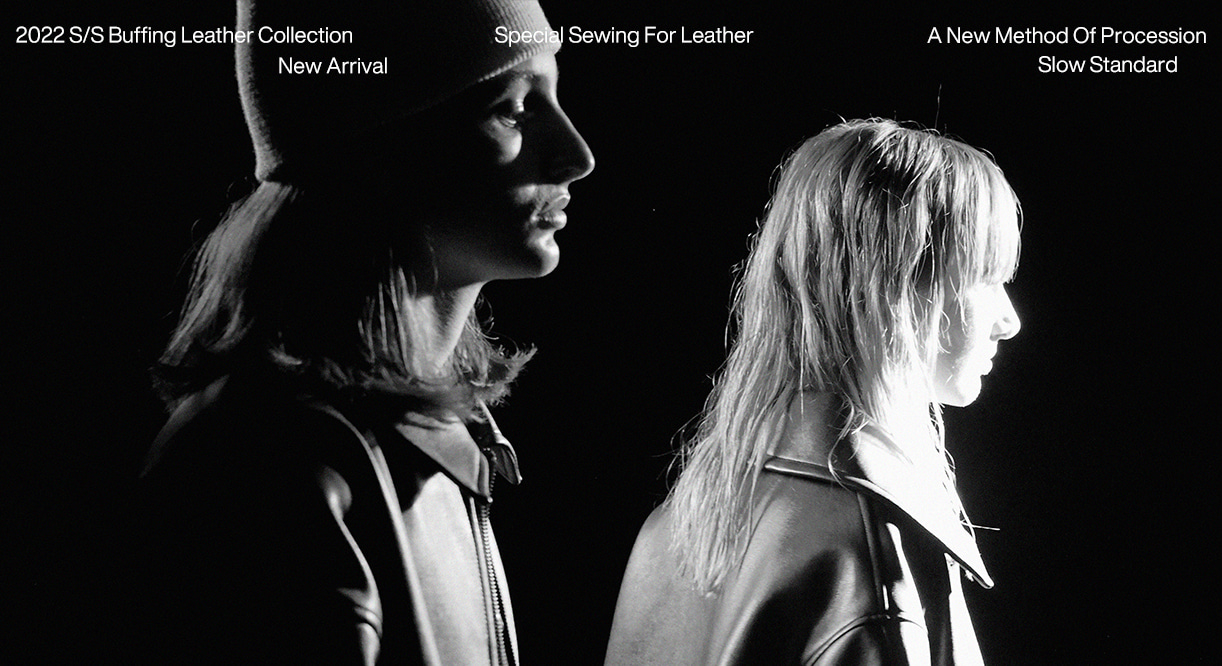 2022 S/S Buffing Leather Collection
New Arrival
Special Sewing For Leather
A New Method Of Procession
Slow Standard